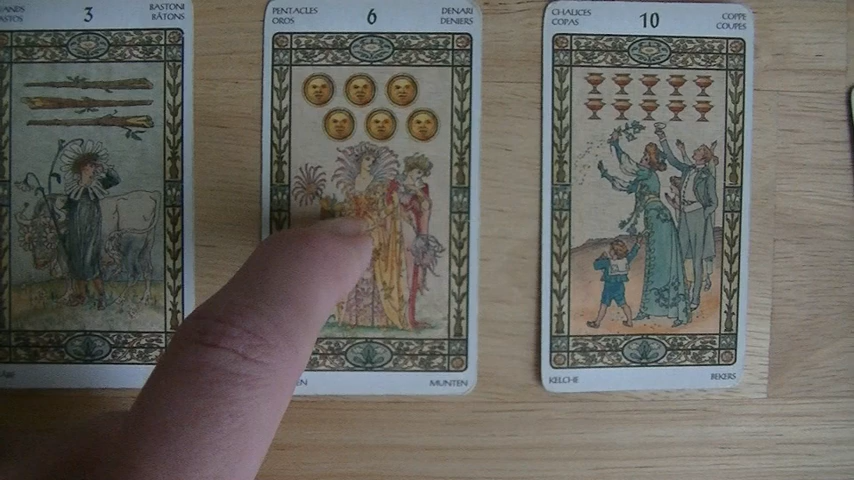 3
BASTONI
BÂTONS
PENTACLES
OROS
6
DENARI
DENIERS
MUNTEN
CHALICES
COPAS
10
COPPE
COUPES
KELCHE
BEKERS